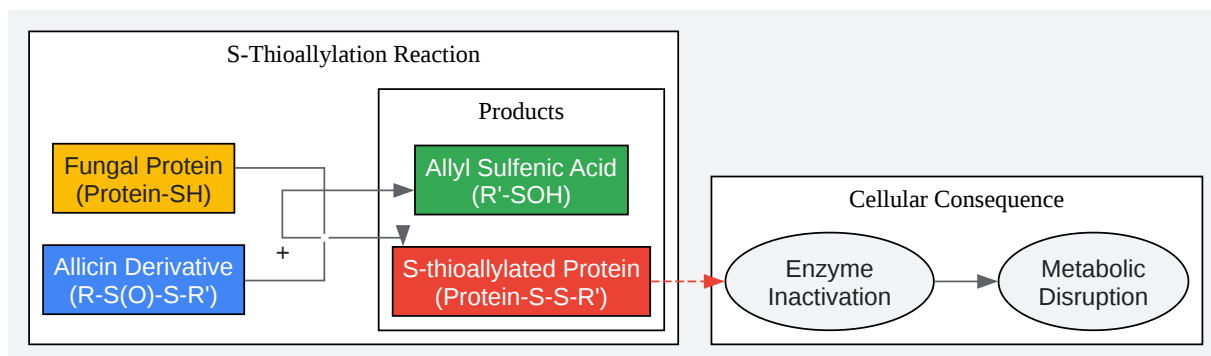 S-Thioallylation Reaction
Products
Fungal Protein
(Protein-SH)
Allyl Sulfenic Acid
(R'-SOH)
+
Allicin Derivative
(R-S(O)-S-R')
S-thioallylated Protein
(Protein-S-S-R')
Cellular Consequence
Enzyme
Inactivation
Metabolic
Disruption